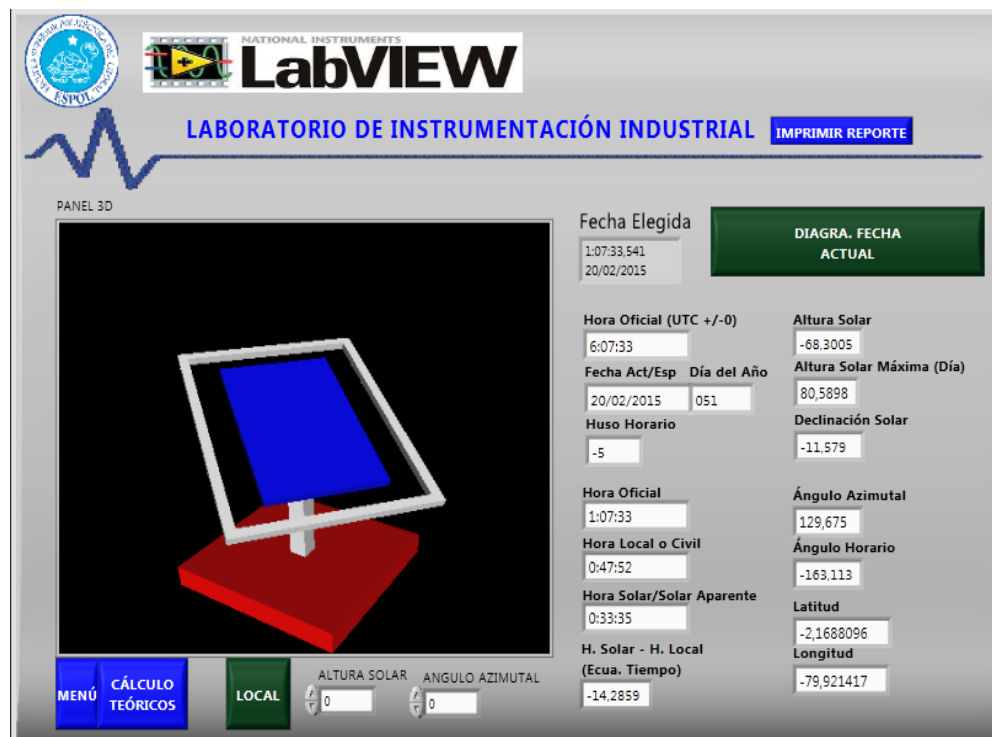 ESCUELA SUPERIOR POLITÉCNICA DEL LITORAL
ESPOL
NATIONAL INSTRUMENTS
LabVIEW
LABORATORIO DE INSTRUMENTACIÓN INDUSTRIAL
IMPRIMIR REPORTE
PANEL 3D
Fecha Elegida
1:07:33,541
20/02/2015
DIAGRA. FECHA
ACTUAL
Hora Oficial (UTC +/-0)
6:07:33
Fecha Act/Esp Día del Año
20/02/2015 051
Huso Horario
-5
Hora Oficial
1:07:33
Hora Local o Civil
0:47:52
Hora Solar/Solar Aparente
0:33:35
H. Solar - H. Local
(Ecua. Tiempo)
-14,2859
Altura Solar
-68,3005
Altura Solar Máxima (Día)
80,5898
Declinación Solar
-11,579
Ángulo Azimutal
129,675
Ángulo Horario
-163,113
Latitud
-2,1688096
Longitud
-79,921417
MENÚ
CÁLCULO
TEÓRICOS
LOCAL
ALTURA SOLAR
0
ANGULO AZIMUTAL
0